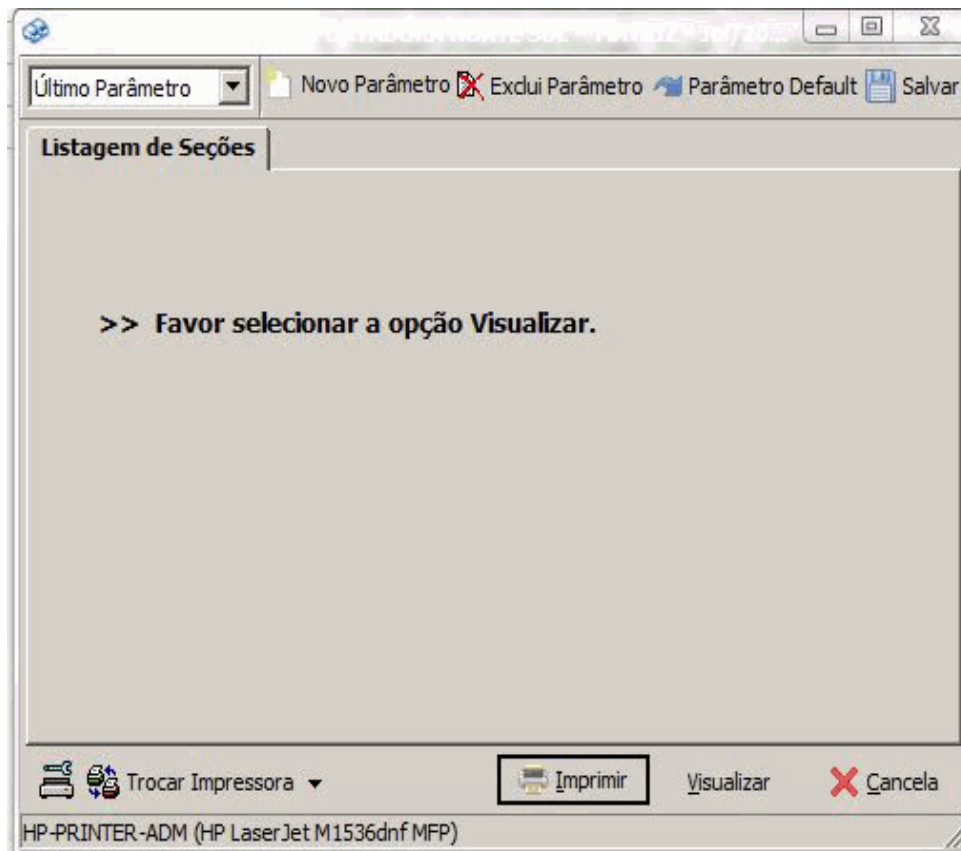 Último Parâmetro Novo Parâmetro Exclui Parâmetro Parâmetro Default Salvar
Listagem de Seções
>> Favor selecionar a opção Visualizar.
Trocar Impressora Imprimir Visualizar Cancela
HP-PRINTER-ADM (HP LaserJet M1536dnf MFP)